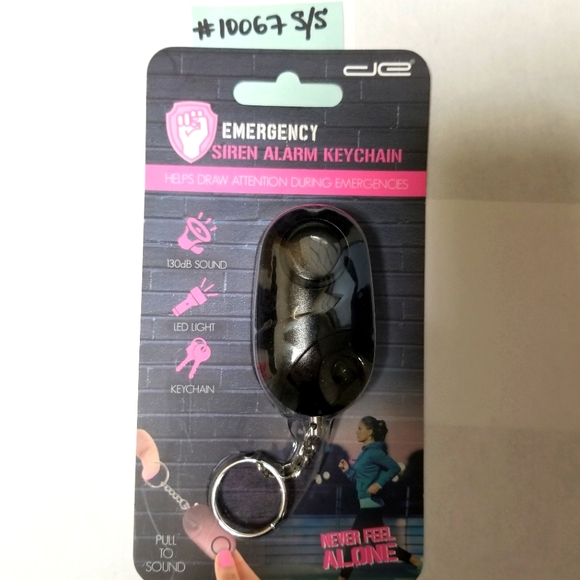 #10067 S/S
de
EMERGENCY
SIREN ALARM KEYCHAIN
HELPS DRAW ATTENTION DURING EMERGENCIES
130dB SOUND
LED LIGHT
KEYCHAIN
PULL
TO
SOUND
NEVER FEEL
ALONE